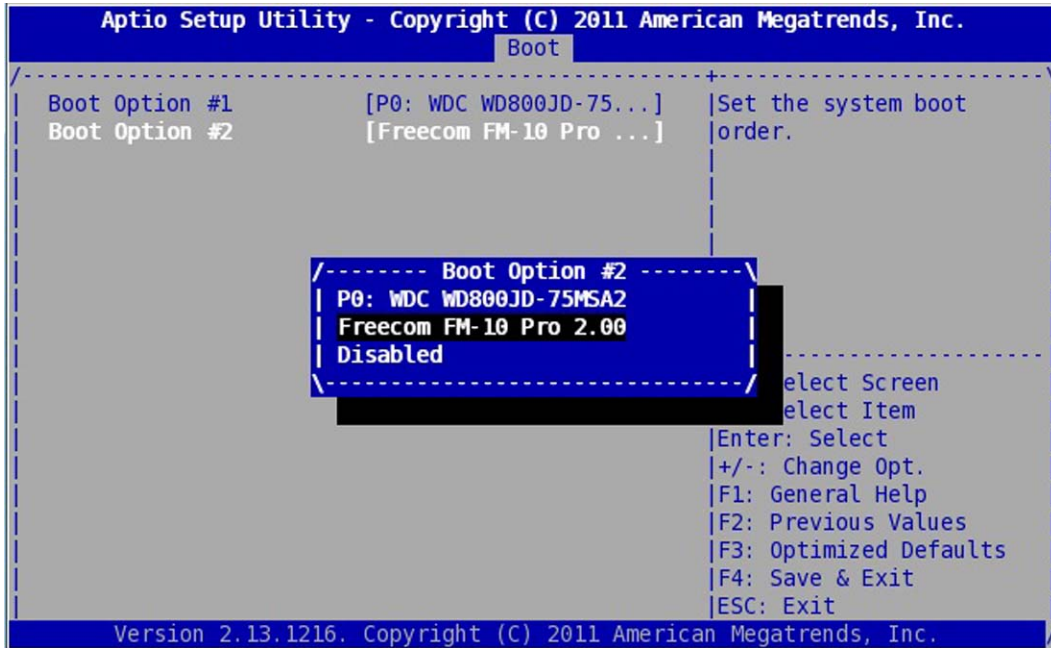 Aptio Setup Utility - Copyright (C) 2011 American Megatrends, Inc.
Boot
Boot Option #1 [P0: WDC WD800JD-75...]
Boot Option #2 [Freecom FM-10 Pro ...]
Set the system boot
order.
Boot Option #2
P0: WDC WD800JD-75MSA2
Freecom FM-10 Pro 2.00
Disabled
elect Screen
elect Item
Enter: Select
+/-: Change Opt.
F1: General Help
F2: Previous Values
F3: Optimized Defaults
F4: Save & Exit
ESC: Exit
Version 2.13.1216. Copyright (C) 2011 American Megatrends, Inc.